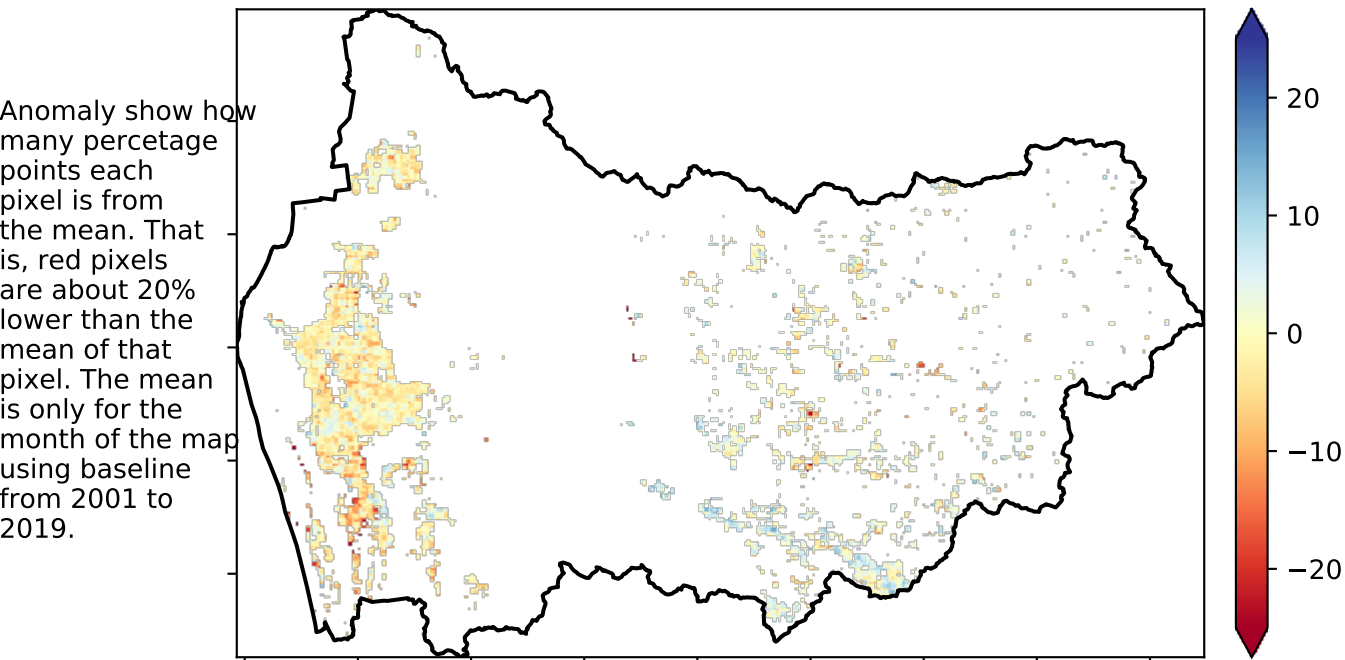 Anomaly show how
many percetage
points each
pixel is from
the mean. That
is, red pixels
are about 20%
lower than the
mean of that
pixel. The mean
is only for the
month of the map
using baseline
from 2001 to
2019.
20
10
0
−10
−20